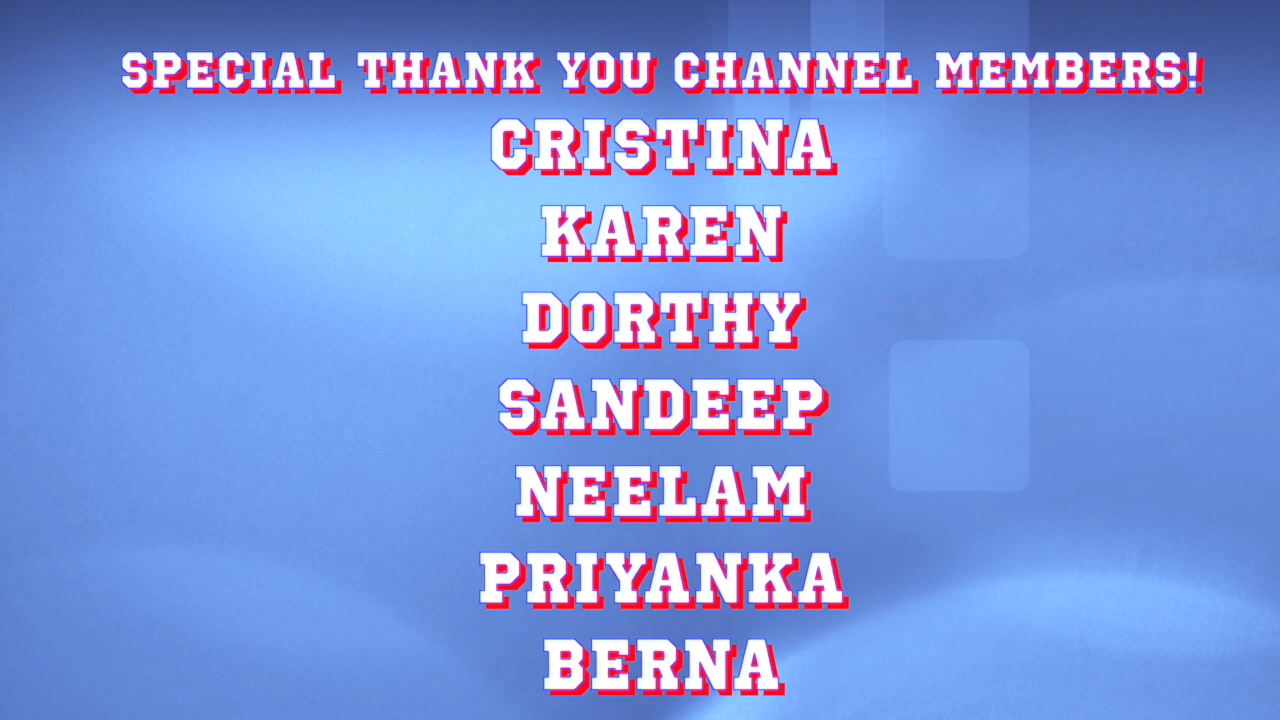 SPECIAL THANK YOU CHANNEL MEMBERS!
CRISTINA
KAREN
DORTHY
SANDEEP
NEELAM
PRIYANKA
BERNA